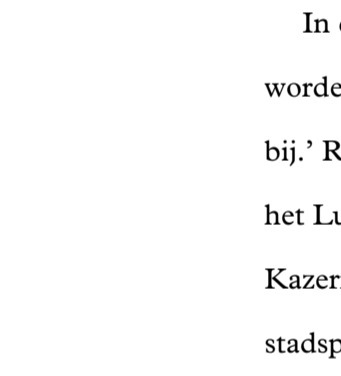 In
worde
bij.’ R
het Lu
Kazer
stadsp